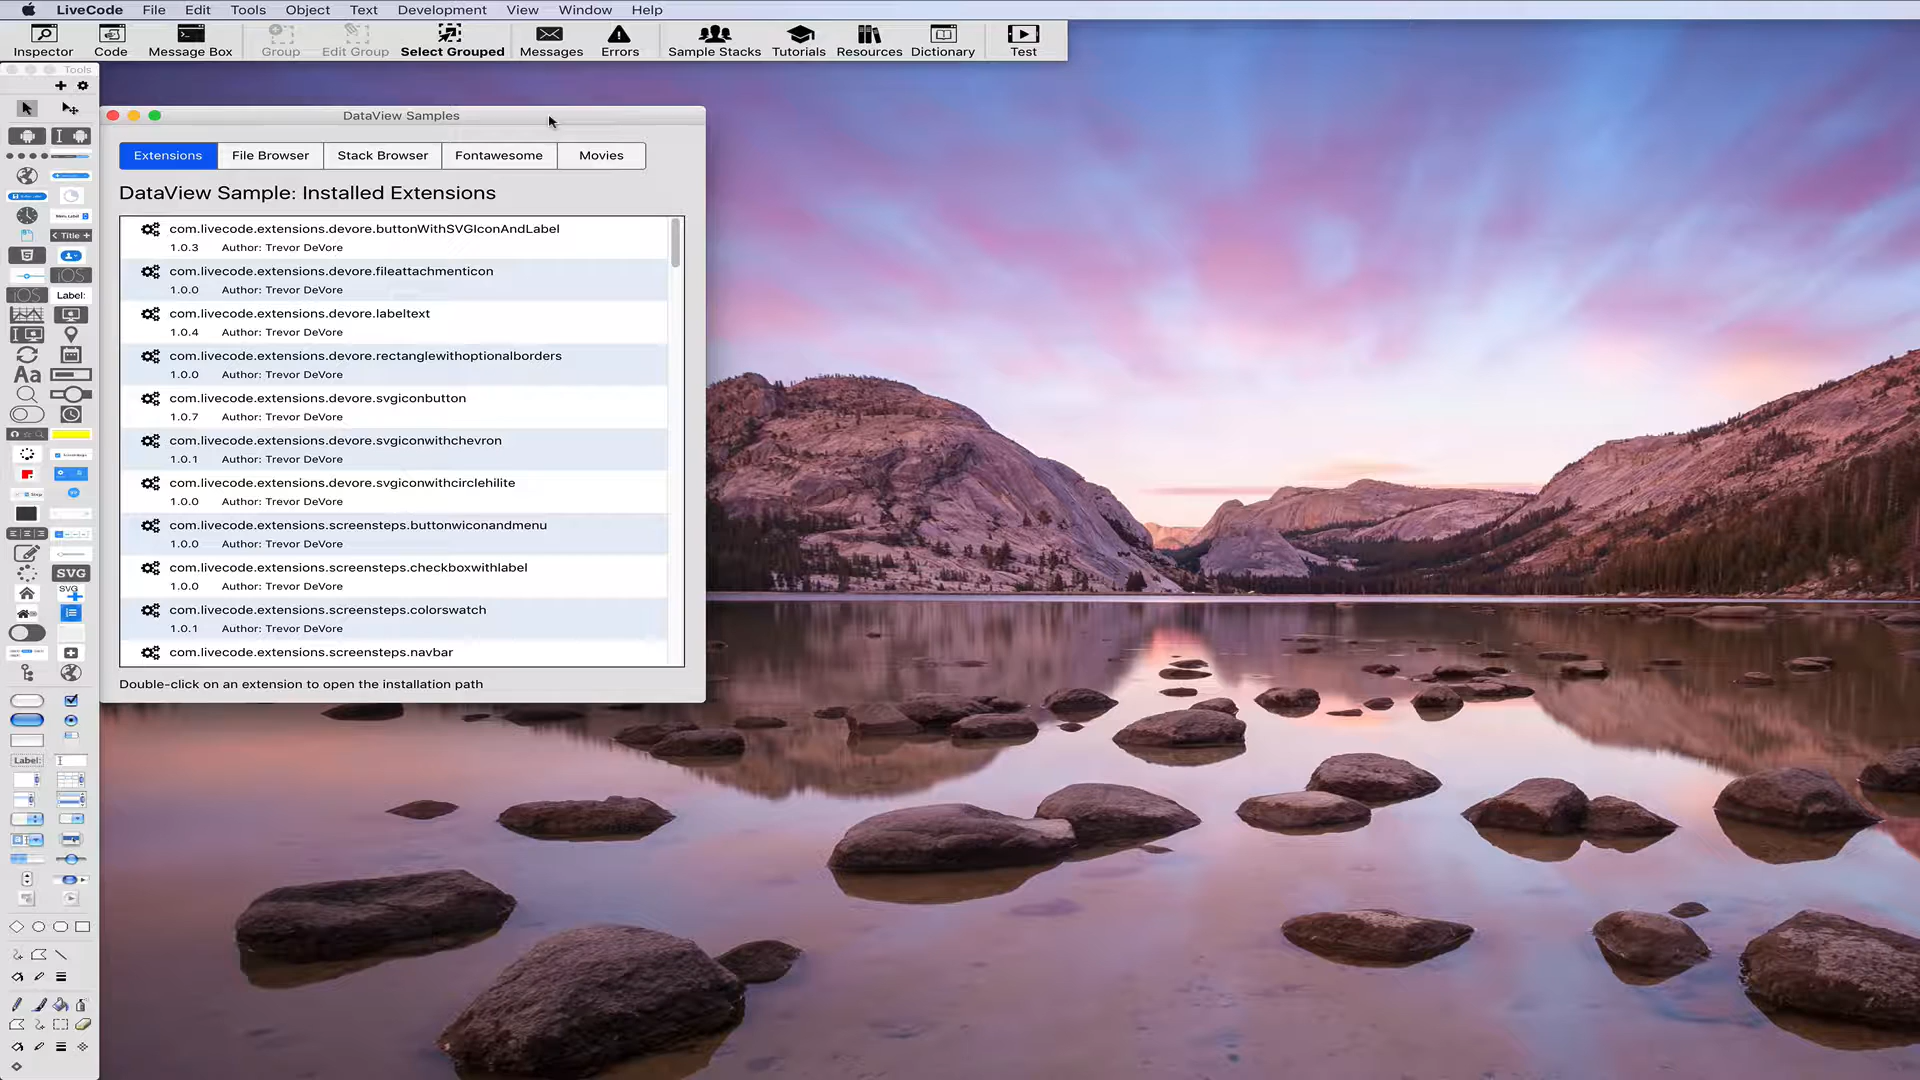 LiveCode File Edit Tools Object Text Development View Window Help
Inspector Code Message Box Group Edit Group Select Grouped Messages Errors Sample Stacks Tutorials Resources Dictionary Test
Tools
DataView Samples
Extensions File Browser Stack Browser Fontawesome Movies
DataView Sample: Installed Extensions
com.livecode.extensions.devore.buttonWithSVGIconAndLabel
1.0.3 Author: Trevor DeVore
com.livecode.extensions.devore.fileattachmenticon
1.0.0 Author: Trevor DeVore
com.livecode.extensions.devore.labeltext
1.0.4 Author: Trevor DeVore
com.livecode.extensions.devore.rectanglewithoptionalborders
1.0.0 Author: Trevor DeVore
com.livecode.extensions.devore.svgiconbutton
1.0.7 Author: Trevor DeVore
com.livecode.extensions.devore.svgiconwithchevron
1.0.1 Author: Trevor DeVore
com.livecode.extensions.devore.svgiconwithcirclehilite
1.0.0 Author: Trevor DeVore
com.livecode.extensions.screensteps.buttonwiconandmenu
1.0.0 Author: Trevor DeVore
com.livecode.extensions.screensteps.checkboxwithlabel
1.0.0 Author: Trevor DeVore
com.livecode.extensions.screensteps.colorswatch
1.0.1 Author: Trevor DeVore
com.livecode.extensions.screensteps.navbar
Double-click on an extension to open the installation path
Menu Label
< Title +
iOS
iOS
Label:
Aa
SVG
SVG
Label: